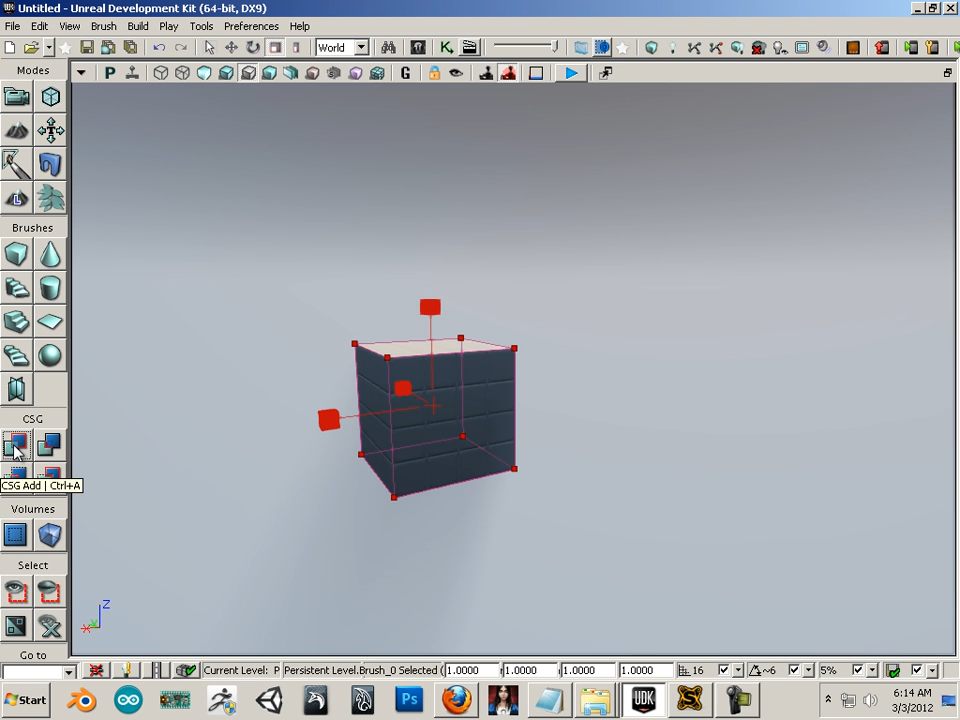 Untitled - Unreal Development Kit (64-bit, DX9)
File Edit View Brush Build Play Tools Preferences Help
World
K
Modes
P G
Brushes
CSG
CSG Add | Ctrl+A
Volumes
Select
Go to
Z
X Y
Current Level: P Persistent Level.Brush_0 Selected ( 1.0000 1.0000 1.0000 1.0000 16 ~6 5%
Start Ps UDK 6:14 AM
3/3/2012